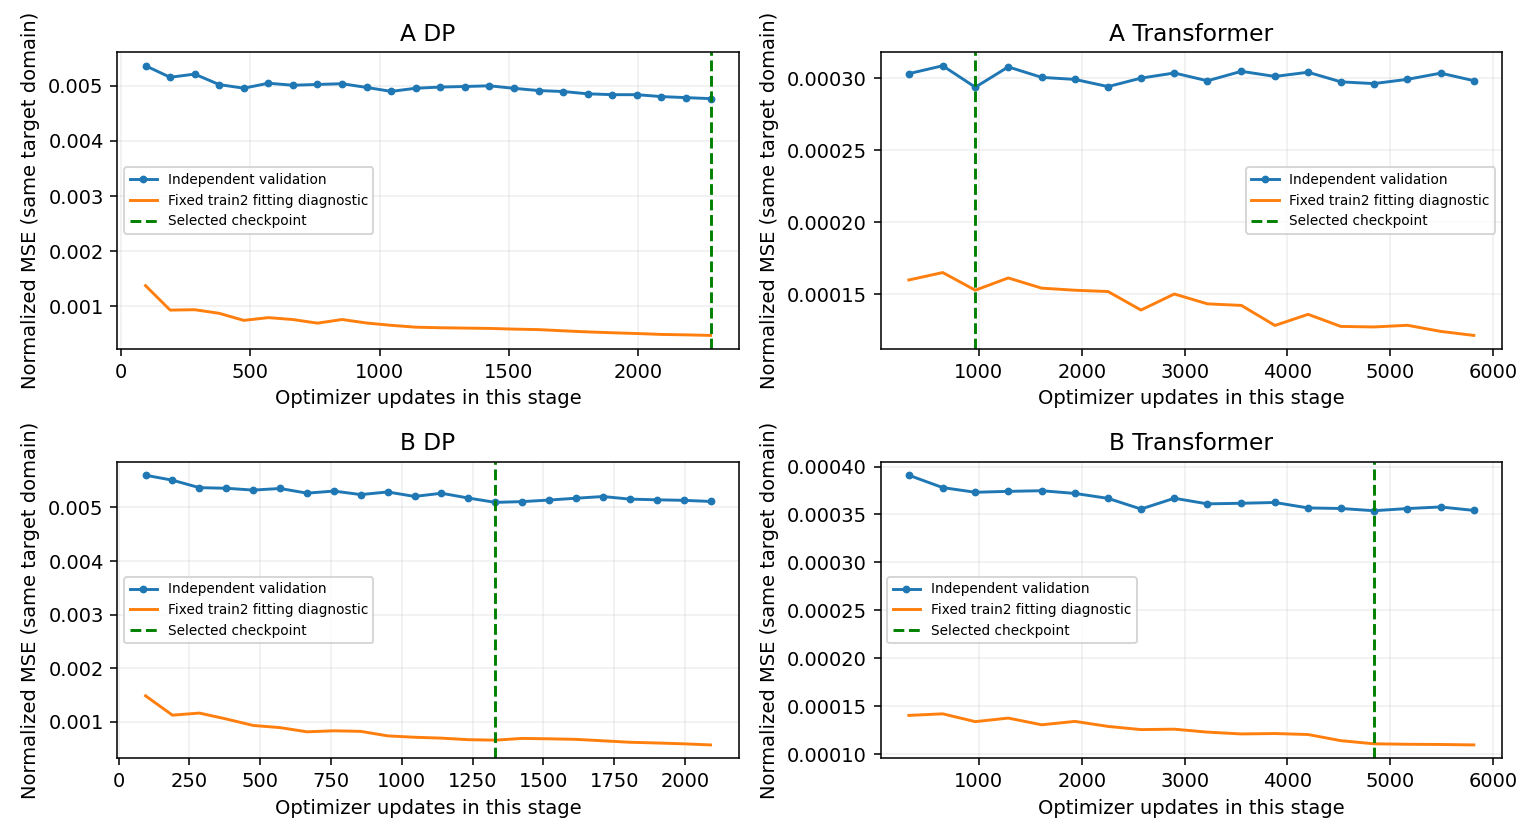 A DP
Normalized MSE (same target domain)
0.005
0.004
0.003
0.002
0.001
Independent validation
Fixed train2 fitting diagnostic
Selected checkpoint
0 500 1000 1500 2000
Optimizer updates in this stage
A Transformer
Normalized MSE (same target domain)
0.00030
0.00025
0.00020
0.00015
Independent validation
Fixed train2 fitting diagnostic
Selected checkpoint
1000 2000 3000 4000 5000 6000
Optimizer updates in this stage
B DP
Normalized MSE (same target domain)
0.005
0.004
0.003
0.002
0.001
Independent validation
Fixed train2 fitting diagnostic
Selected checkpoint
0 250 500 750 1000 1250 1500 1750 2000
Optimizer updates in this stage
B Transformer
Normalized MSE (same target domain)
0.00040
0.00035
0.00030
0.00025
0.00020
0.00015
0.00010
Independent validation
Fixed train2 fitting diagnostic
Selected checkpoint
1000 2000 3000 4000 5000 6000
Optimizer updates in this stage